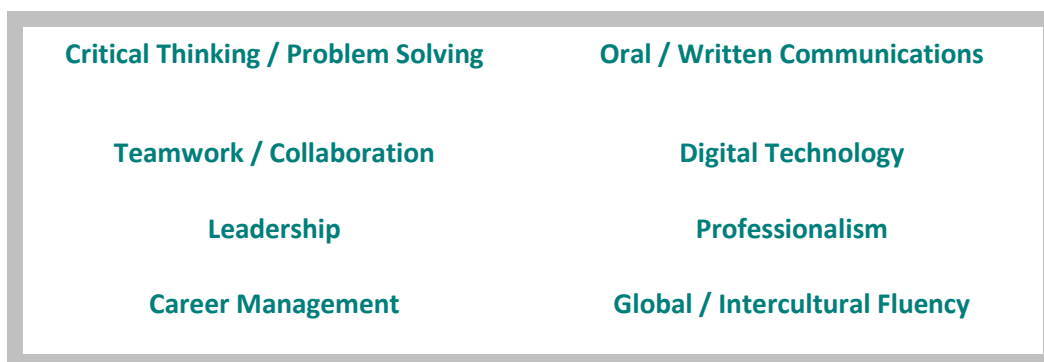 Critical Thinking / Problem Solving
Oral / Written Communications
Teamwork / Collaboration
Digital Technology
Leadership
Professionalism
Career Management
Global / Intercultural Fluency